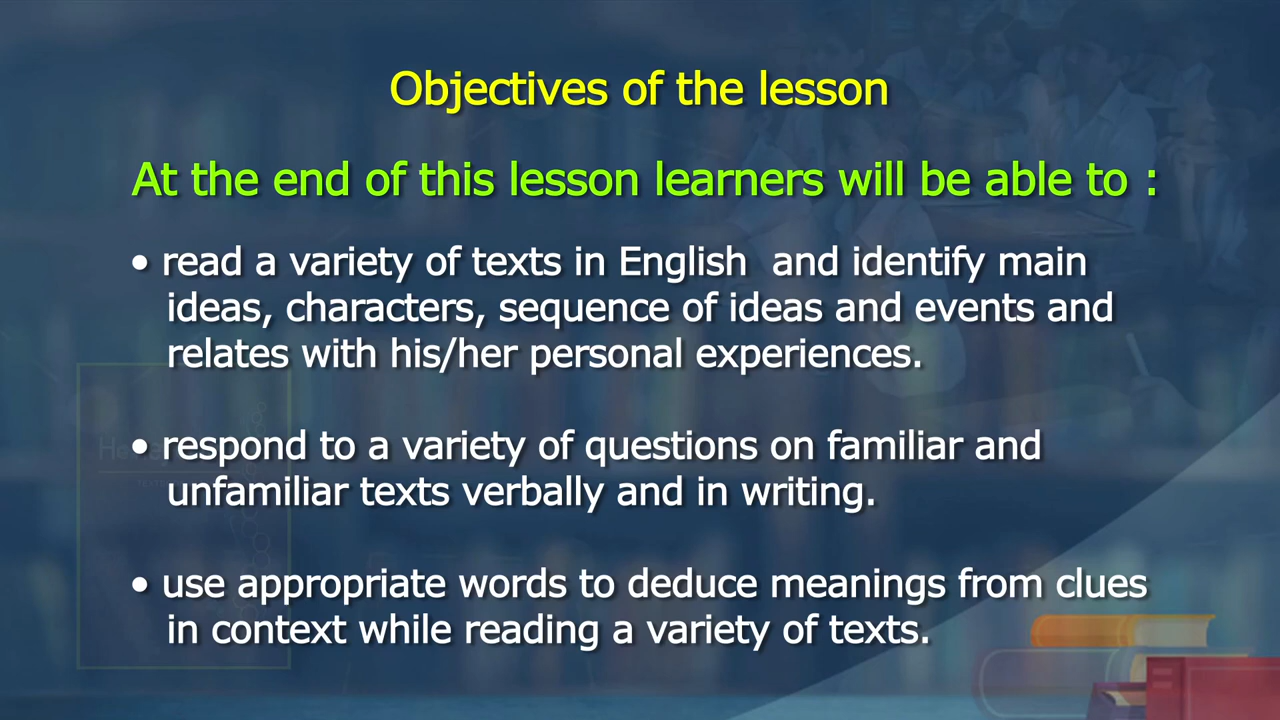 Objectives of the lesson
At the end of this lesson learners will be able to :
• read a variety of texts in English and identify main
ideas, characters, sequence of ideas and events and
relates with his/her personal experiences.
• respond to a variety of questions on familiar and
unfamiliar texts verbally and in writing.
• use appropriate words to deduce meanings from clues
in context while reading a variety of texts.